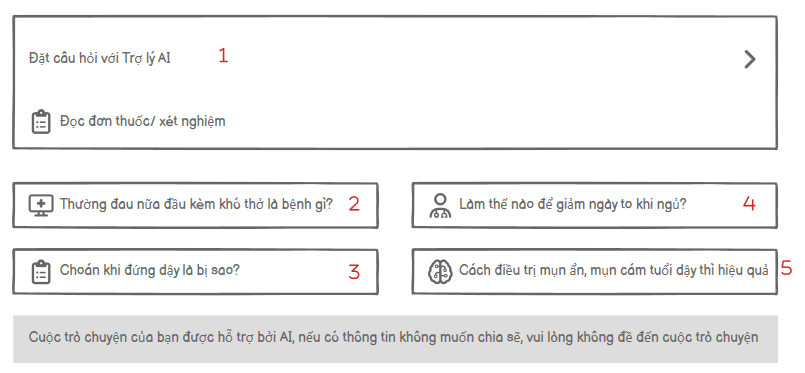 Đặt câu hỏi với Trợ lý AI 1
Đọc đơn thuốc/ xét nghiệm
Thường đau nữa đầu kèm khó thở là bệnh gì? 2
Làm thế nào để giảm ngáy to khi ngủ? 4
Choán khi đứng dậy là bị sao? 3
Cách điều trị mụn ẩn, mụn cám tuổi dậy thì hiệu quả 5
Cuộc trò chuyện của bạn được hỗ trợ bởi AI, nếu có thông tin không muốn chia sẽ, vui lòng không đề đến cuộc trò chuyện